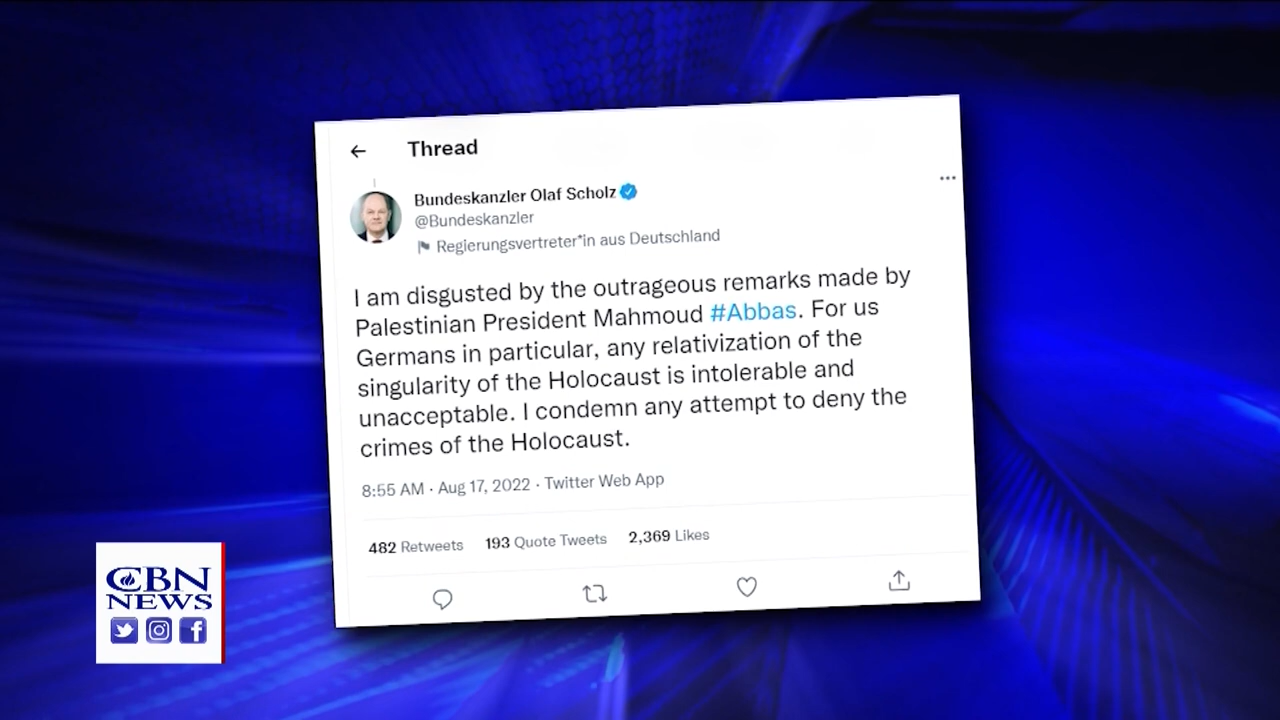 Thread
Bundeskanzler Olaf Scholz
@Bundeskanzler
Regierungsvertreter*in aus Deutschland
I am disgusted by the outrageous remarks made by
Palestinian President Mahmoud #Abbas. For us
Germans in particular, any relativization of the
singularity of the Holocaust is intolerable and
unacceptable. I condemn any attempt to deny the
crimes of the Holocaust.
8:55 AM · Aug 17, 2022 · Twitter Web App
482 Retweets 193 Quote Tweets 2,369 Likes
CBN
NEWS